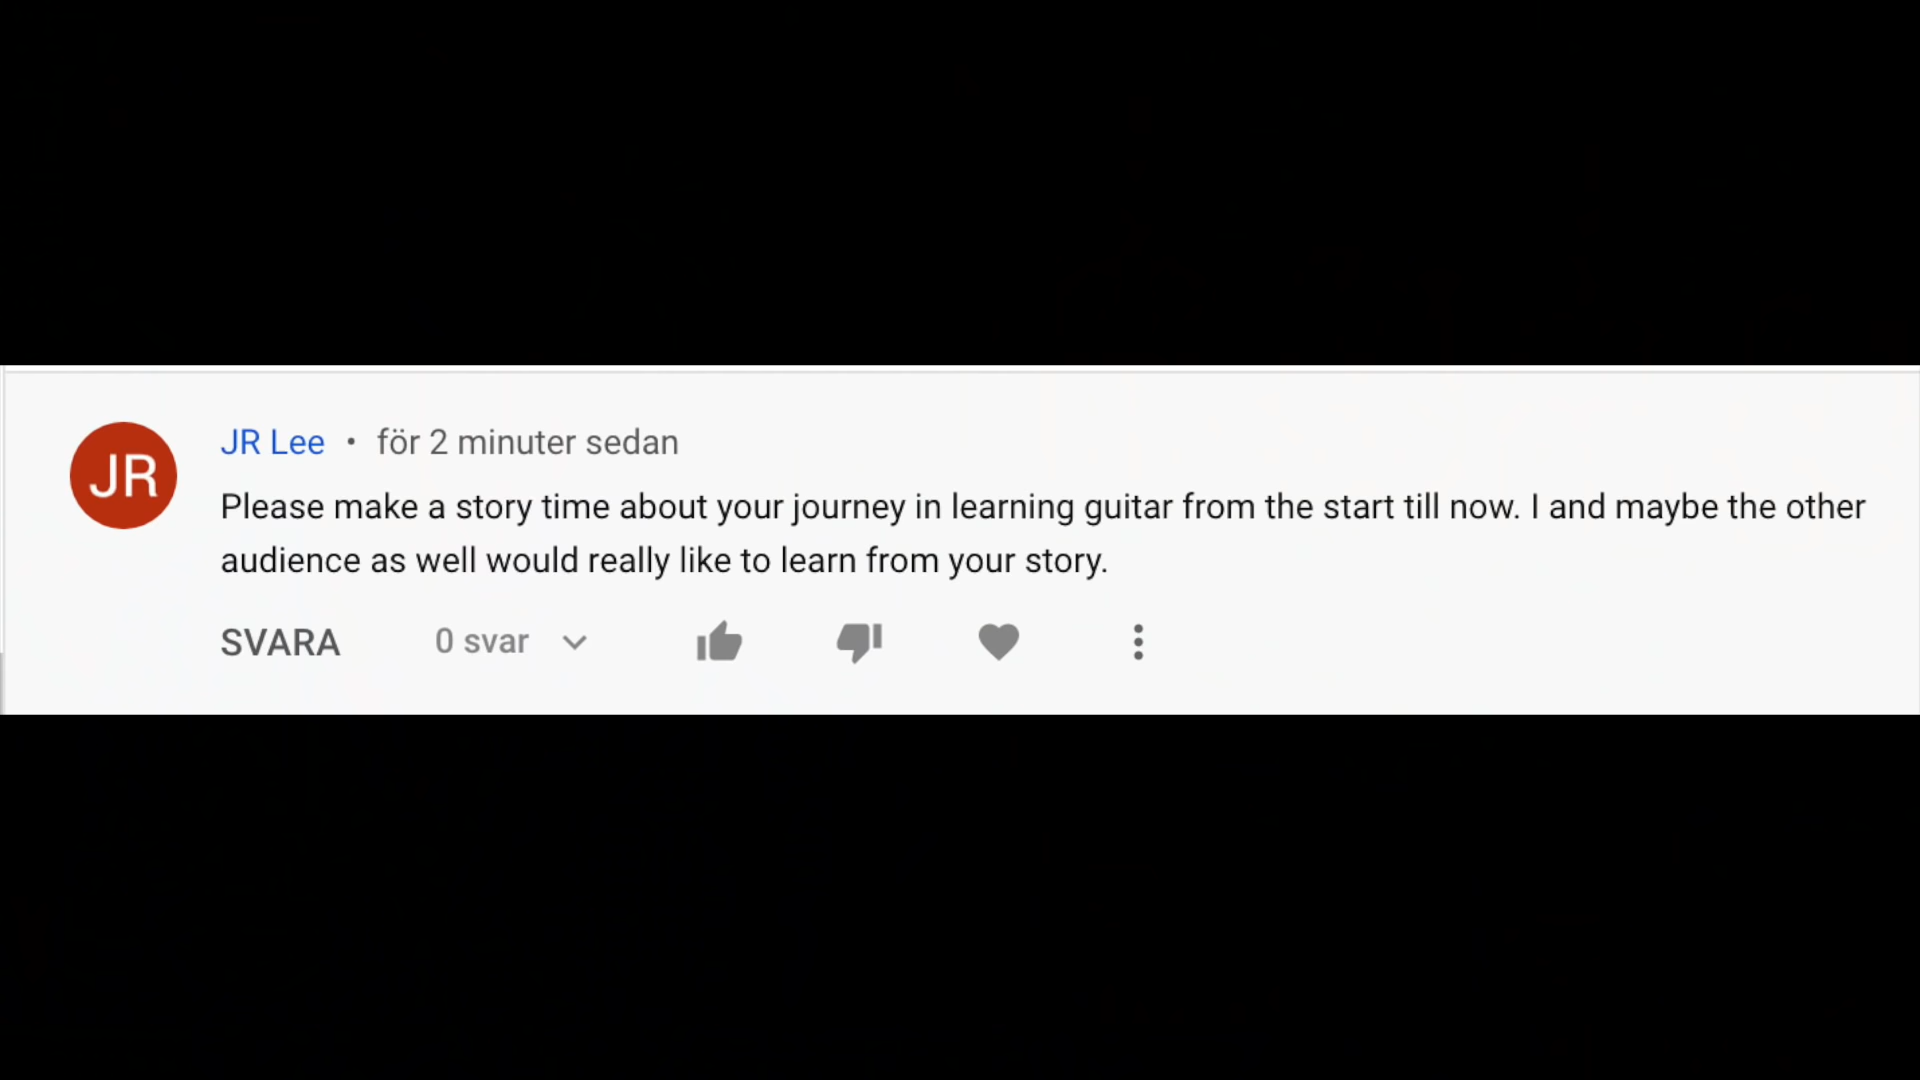 JR
JR Lee • för 2 minuter sedan
Please make a story time about your journey in learning guitar from the start till now. I and maybe the other
audience as well would really like to learn from your story.
SVARA 0 svar